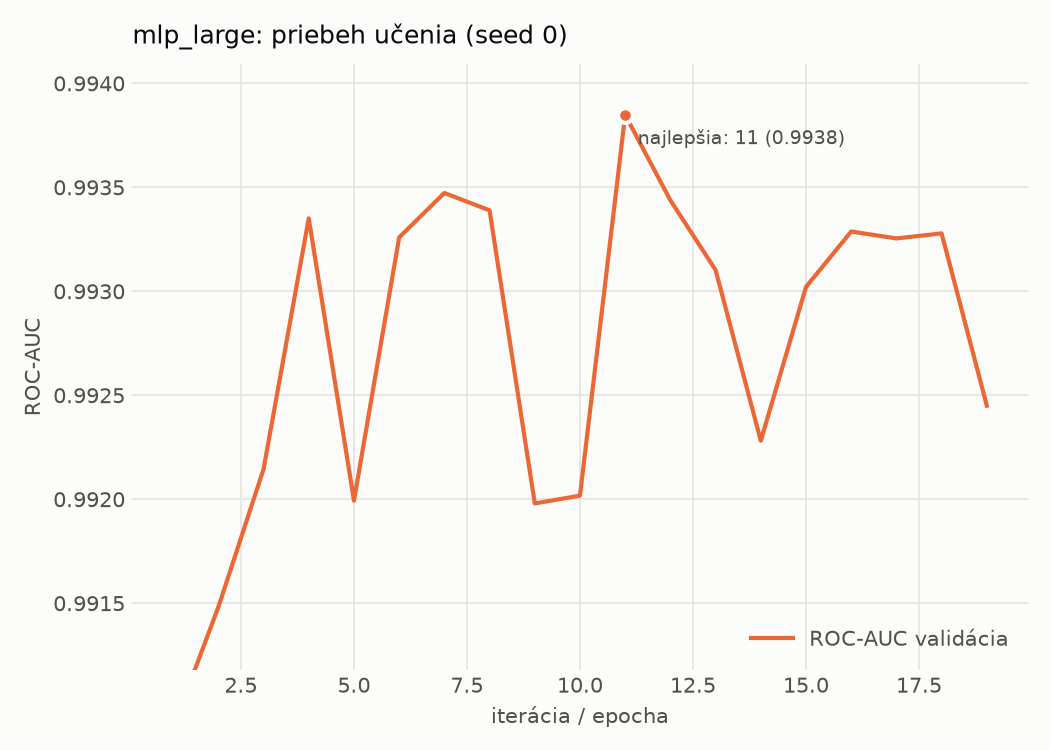 mlp_large: priebeh učenia (seed 0)
0.9940
najlepšia: 11 (0.9938)
0.9935
0.9930
0.9925
0.9920
0.9915
ROC-AUC
ROC-AUC validácia
2.5 5.0 7.5 10.0 12.5 15.0 17.5
iterácia / epocha